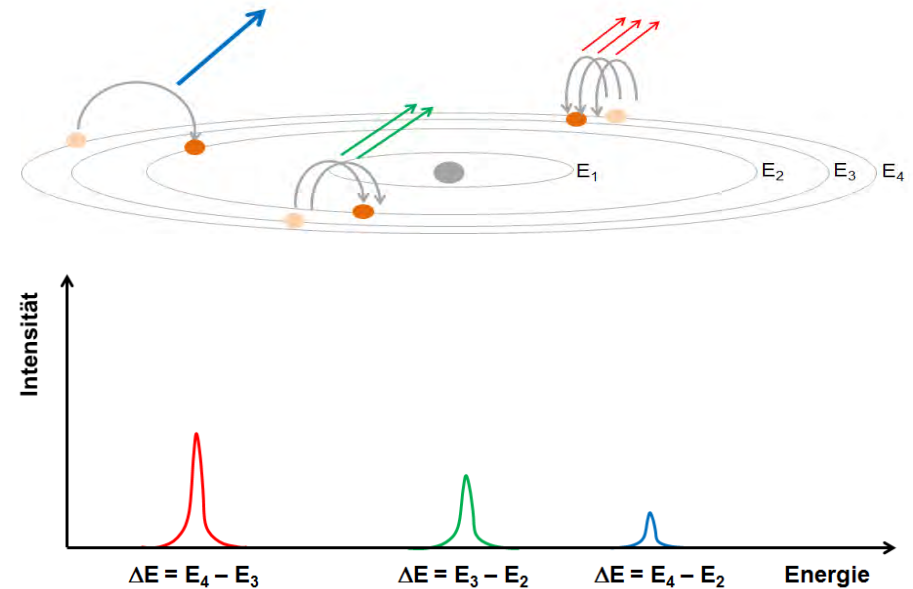 E₁ E₂ E₃ E₄
Intensität
ΔE = E₄ – E₃ ΔE = E₃ – E₂ ΔE = E₄ – E₂ Energie